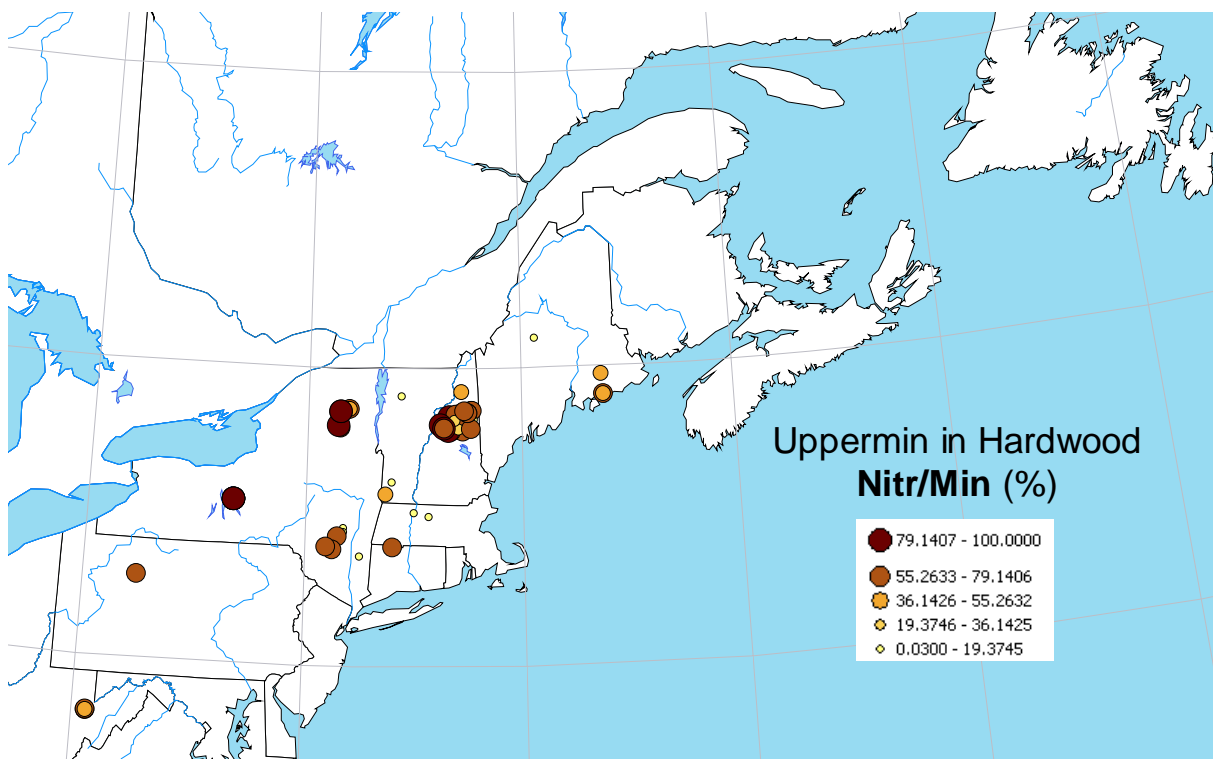 Uppermin in Hardwood
Nitr/Min (%)
79.1407 - 100.0000
55.2633 - 79.1406
36.1426 - 55.2632
19.3746 - 36.1425
0.0300 - 19.3745